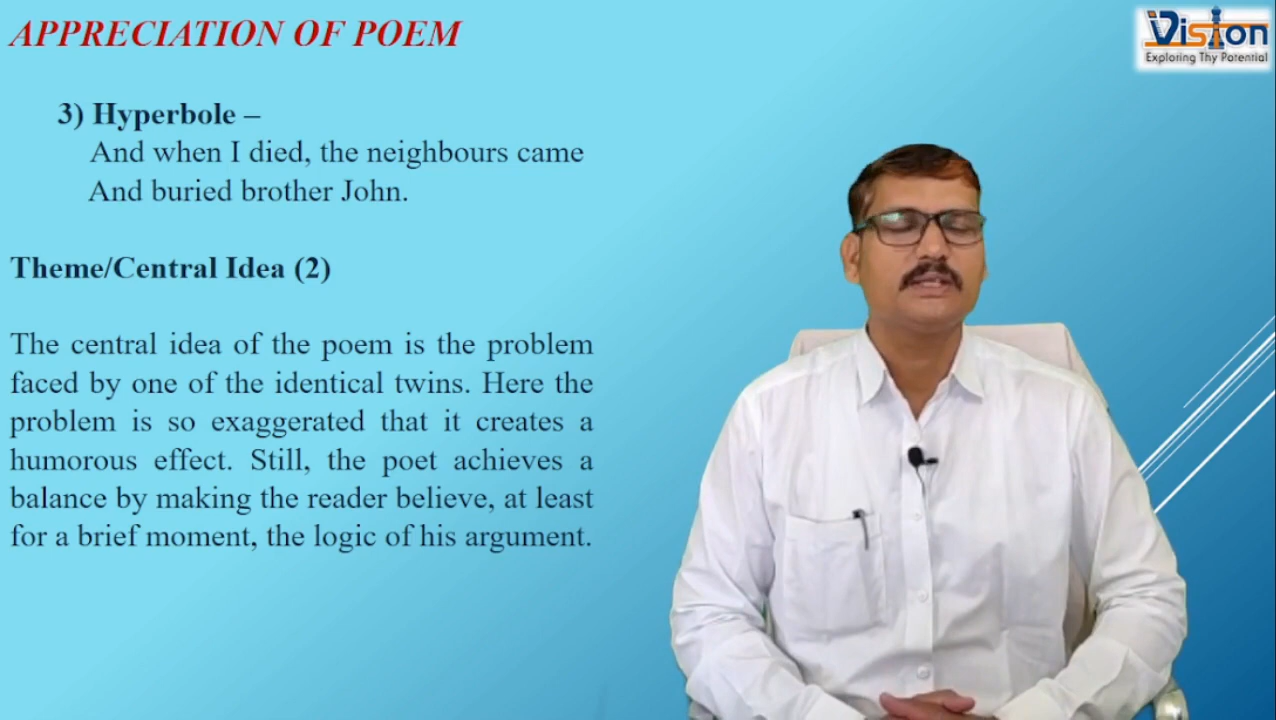 APPRECIATION OF POEM
Vision
Exploring Thy Potential
3) Hyperbole –
And when I died, the neighbours came
And buried brother John.
Theme/Central Idea (2)
The central idea of the poem is the problem
faced by one of the identical twins. Here the
problem is so exaggerated that it creates a
humorous effect. Still, the poet achieves a
balance by making the reader believe, at least
for a brief moment, the logic of his argument.